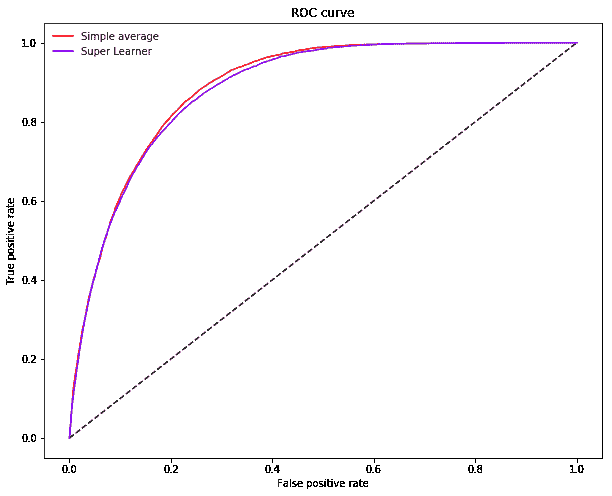 ROC curve
Simple average
Super Learner
1.0
0.8
0.6
0.4
0.2
0.0
True positive rate
0.0 0.2 0.4 0.6 0.8 1.0
False positive rate